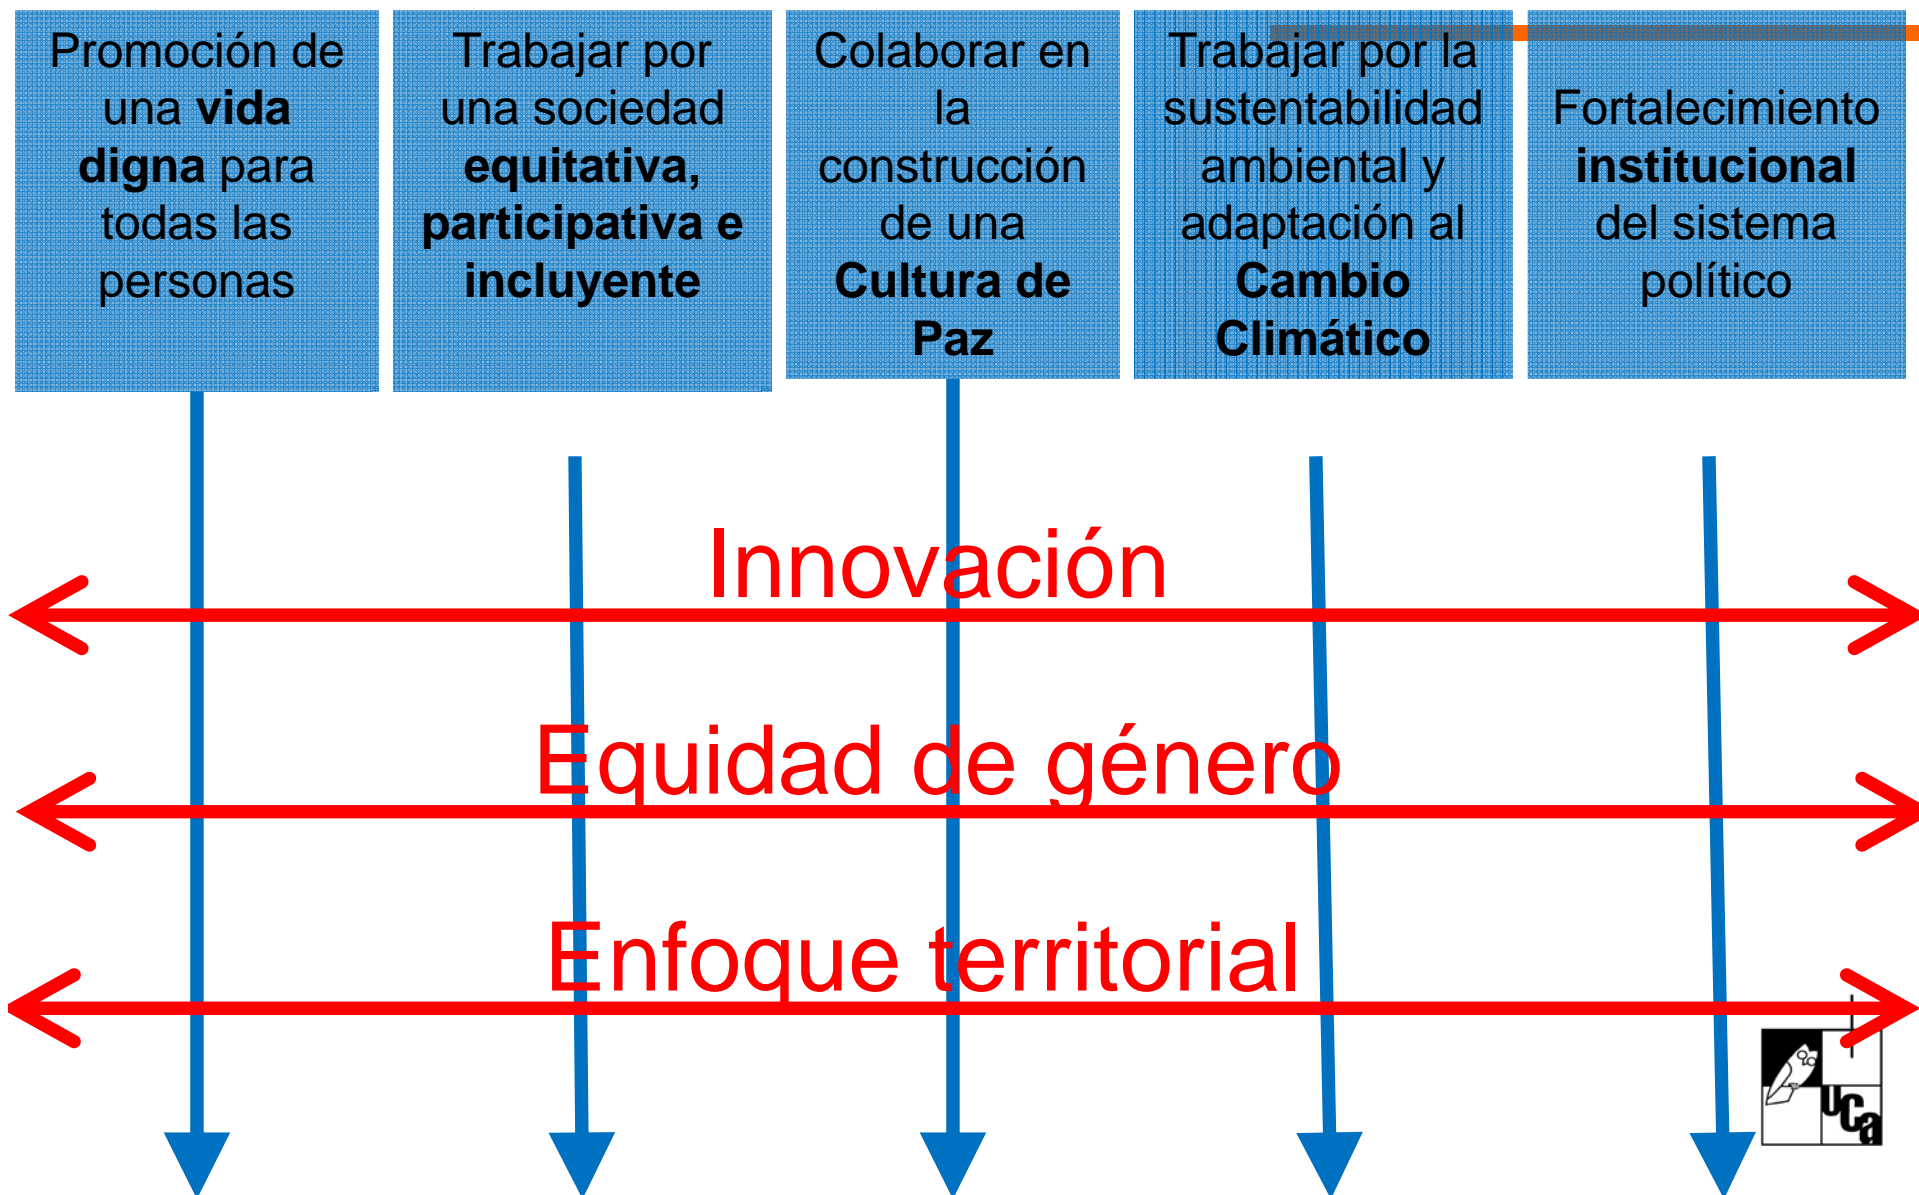 Promoción de
una vida
digna para
todas las
personas
Trabajar por
una sociedad
equitativa,
participativa e
incluyente
Colaborar en
la
construcción
de una
Cultura de
Paz
Trabajar por la
sustentabilidad
ambiental y
adaptación al
Cambio
Climático
Fortalecimiento
institucional
del sistema
político
Innovación
Equidad de género
Enfoque territorial
uca